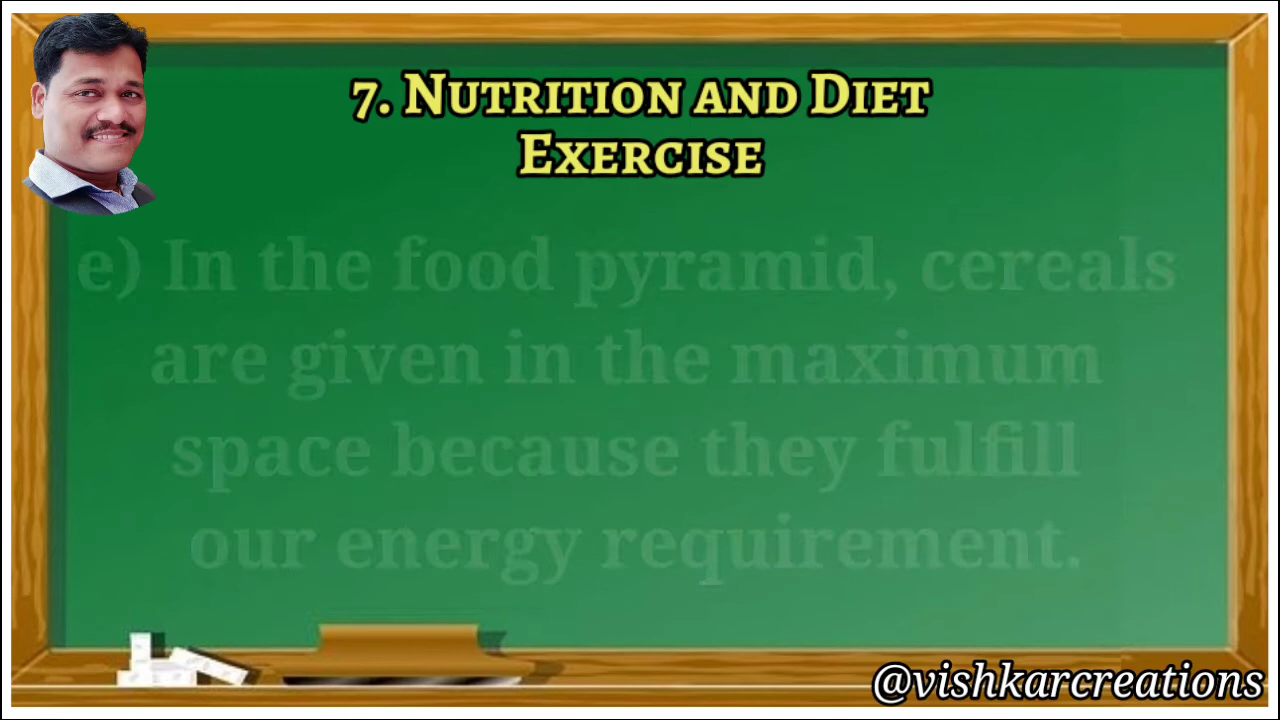 7. Nutrition and Diet
Exercise
e) In the food pyramid, cereals
are given in the maximum
space because they fulfill
our energy requirement.
@vishkarcreations